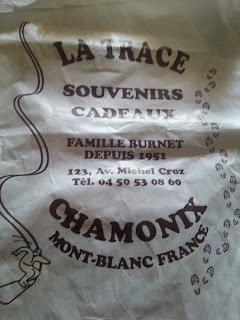 LA TRACE
SOUVENIRS
CADEAUX
FAMILLE BURNET
DEPUIS 1951
123, Av. Michel Croz
Tél. 04 50 53 08 60
CHAMONIX
MONT-BLANC FRANCE